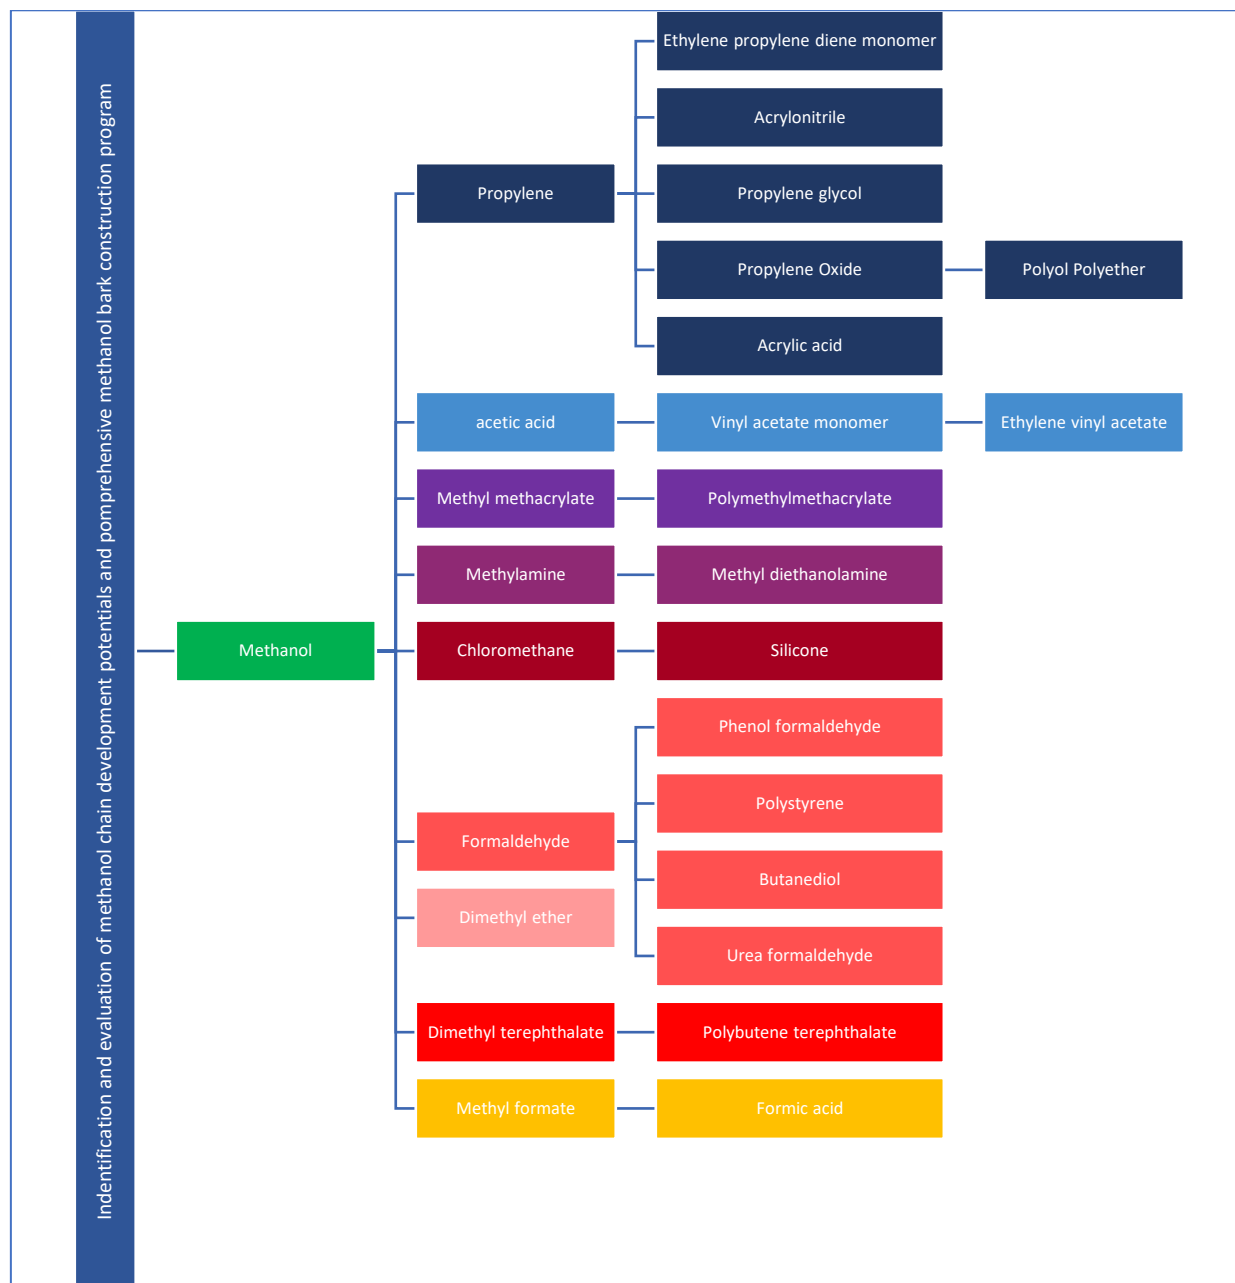 Indentification and evaluation of methanol chain development potentials and pomprehensive methanol bark construction program
Methanol
Propylene
Ethylene propylene diene monomer
Acrylonitrile
Propylene glycol
Propylene Oxide
Polyol Polyether
Acrylic acid
acetic acid
Vinyl acetate monomer
Ethylene vinyl acetate
Methyl methacrylate
Polymethylmethacrylate
Methylamine
Methyl diethanolamine
Chloromethane
Silicone
Formaldehyde
Phenol formaldehyde
Polystyrene
Butanediol
Urea formaldehyde
Dimethyl ether
Dimethyl terephthalate
Polybutene terephthalate
Methyl formate
Formic acid